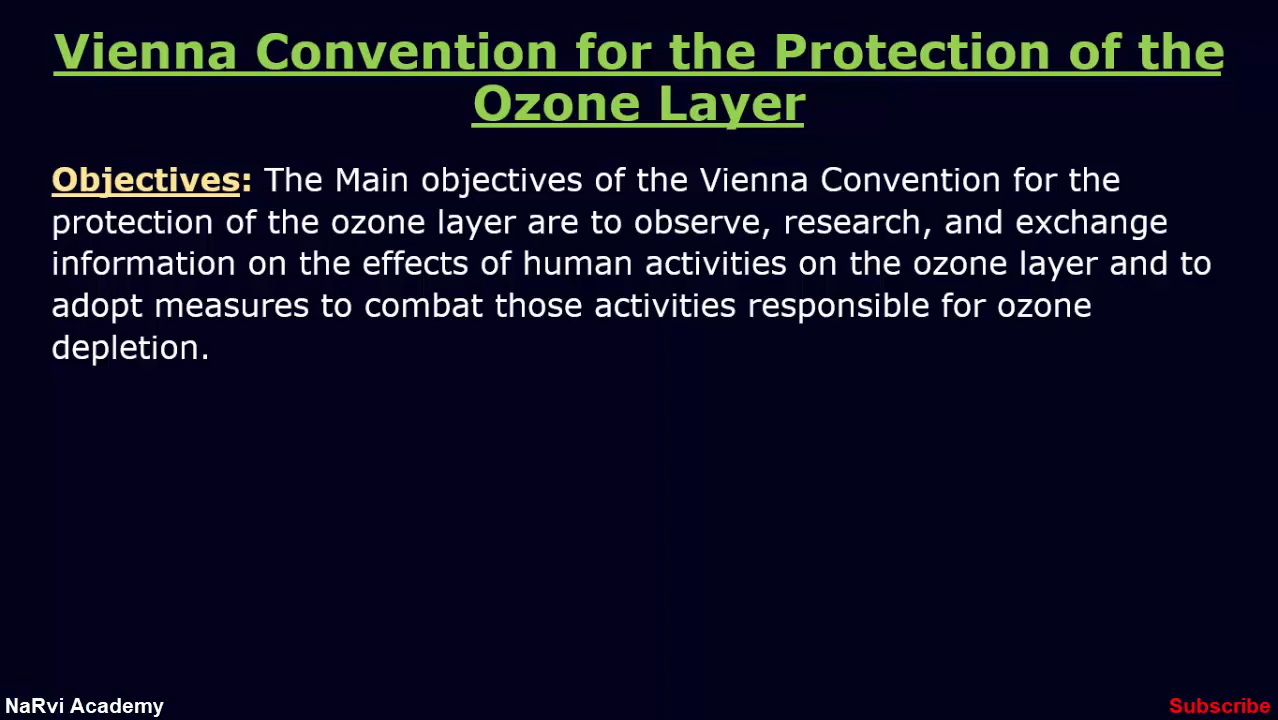 Vienna Convention for the Protection of the
Ozone Layer
Objectives: The Main objectives of the Vienna Convention for the
protection of the ozone layer are to observe, research, and exchange
information on the effects of human activities on the ozone layer and to
adopt measures to combat those activities responsible for ozone
depletion.
NaRvi Academy
Subscribe